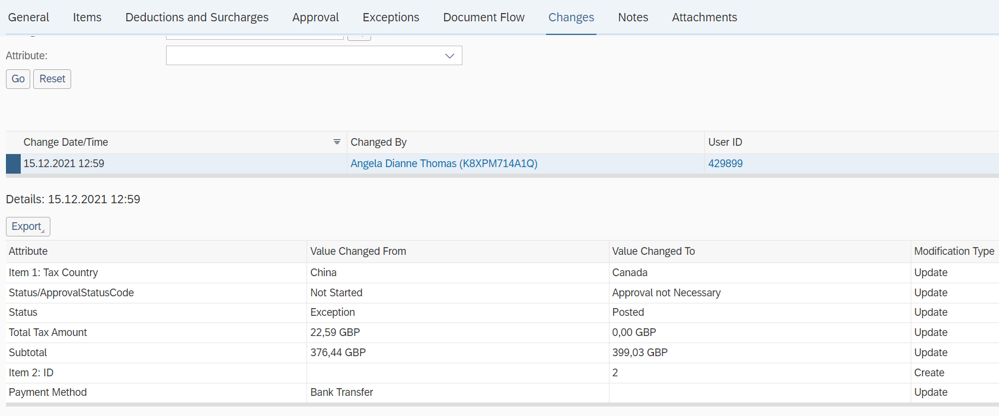 General Items Deductions and Surcharges Approval Exceptions Document Flow Changes Notes Attachments
Attribute:
Go Reset
Change Date/Time Changed By User ID
15.12.2021 12:59 Angela Dianne Thomas (K8XPM714A1Q) 429899
Details: 15.12.2021 12:59
Export
Attribute Value Changed From Value Changed To Modification Type
Item 1: Tax Country China Canada Update
Status/ApprovalStatusCode Not Started Approval not Necessary Update
Status Exception Posted Update
Total Tax Amount 22,59 GBP 0,00 GBP Update
Subtotal 376,44 GBP 399,03 GBP Update
Item 2: ID 2 Create
Payment Method Bank Transfer Update